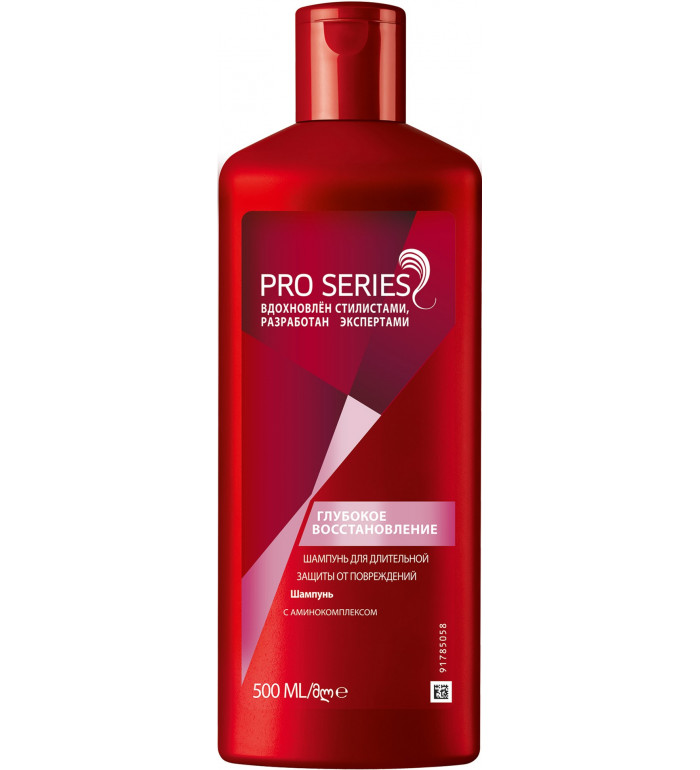 PRO SERIES
ВДОХНОВЛЁН СТИЛИСТАМИ,
РАЗРАБОТАН ЭКСПЕРТАМИ
ГЛУБОКОЕ
ВОССТАНОВЛЕНИЕ
ШАМПУНЬ ДЛЯ ДЛИТЕЛЬНОЙ
ЗАЩИТЫ ОТ ПОВРЕЖДЕНИЙ
Шампунь
С АМИНОКОМПЛЕКСОМ
91785058
500 ML/მლ ℮